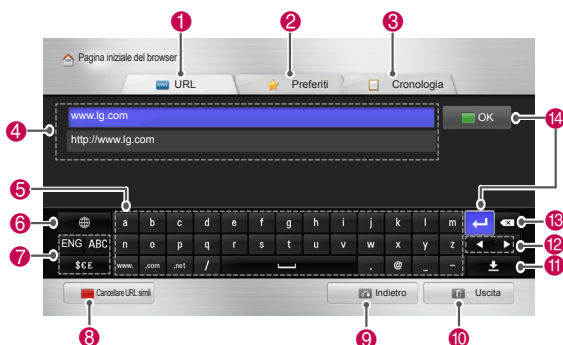 1 2 3
Pagina iniziale del browser
URL Preferiti Cronologia
4 www.lg.com OK 14
http://www.lg.com
5
6 a b c d e f g h i j k l m 13
7 ENG ABC n o p q r s t u v w x y z 12
$€£ www. .com .net / . @ _ - 11
Cancellare URL simili Indietro Uscita
8 9 10